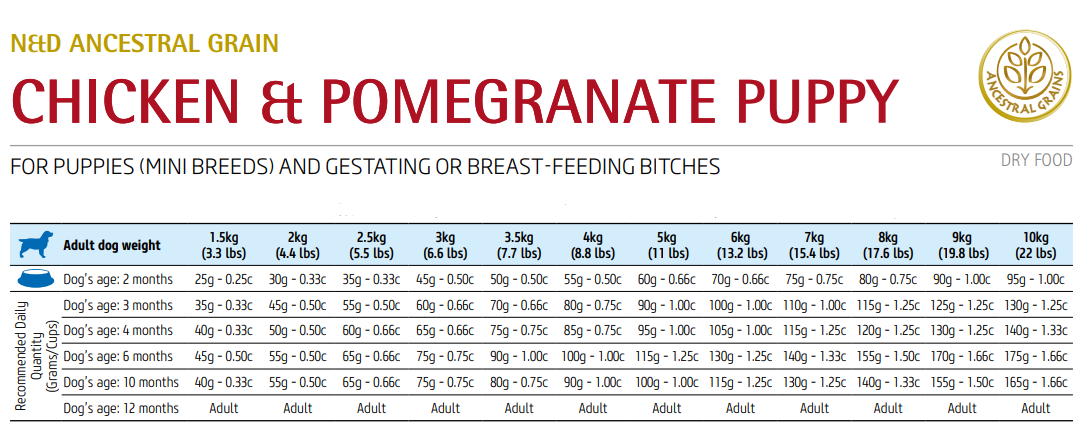 N&D ANCESTRAL GRAIN
CHICKEN & POMEGRANATE PUPPY
ANCESTRAL GRAINS
FOR PUPPIES (MINI BREEDS) AND GESTATING OR BREAST-FEEDING BITCHES
DRY FOOD
Adult dog weight 1.5kg (3.3 lbs) 2kg (4.4 lbs) 2.5kg (5.5 lbs) 3kg (6.6 lbs) 3.5kg (7.7 lbs) 4kg (8.8 lbs) 5kg (11 lbs) 6kg (13.2 lbs) 7kg (15.4 lbs) 8kg (17.6 lbs) 9kg (19.8 lbs) 10kg (22 lbs)
Recommended Daily
Quantity
(Grams/Cups)
Dog's age: 2 months 25g - 0.25c 30g - 0.33c 35g - 0.33c 45g - 0.50c 50g - 0.50c 55g - 0.50c 60g - 0.66c 70g - 0.66c 75g - 0.75c 80g - 0.75c 90g - 1.00c 95g - 1.00c
Dog's age: 3 months 35g - 0.33c 45g - 0.50c 55g - 0.50c 60g - 0.66c 70g - 0.66c 80g - 0.75c 90g - 1.00c 100g - 1.00c 110g - 1.00c 115g - 1.25c 125g - 1.25c 130g - 1.25c
Dog's age: 4 months 40g - 0.33c 50g - 0.50c 60g - 0.66c 65g - 0.66c 75g - 0.75c 85g - 0.75c 95g - 1.00c 105g - 1.00c 115g - 1.25c 120g - 1.25c 130g - 1.25c 140g - 1.33c
Dog's age: 6 months 45g - 0.50c 55g - 0.50c 65g - 0.66c 75g - 0.75c 90g - 1.00c 100g - 1.00c 115g - 1.25c 130g - 1.25c 140g - 1.33c 155g - 1.50c 170g - 1.66c 175g - 1.66c
Dog's age: 10 months 40g - 0.33c 55g - 0.50c 65g - 0.66c 75g - 0.75c 80g - 0.75c 90g - 1.00c 100g - 1.00c 115g - 1.25c 130g - 1.25c 140g - 1.33c 155g - 1.50c 165g - 1.66c
Dog's age: 12 months Adult Adult Adult Adult Adult Adult Adult Adult Adult Adult Adult Adult